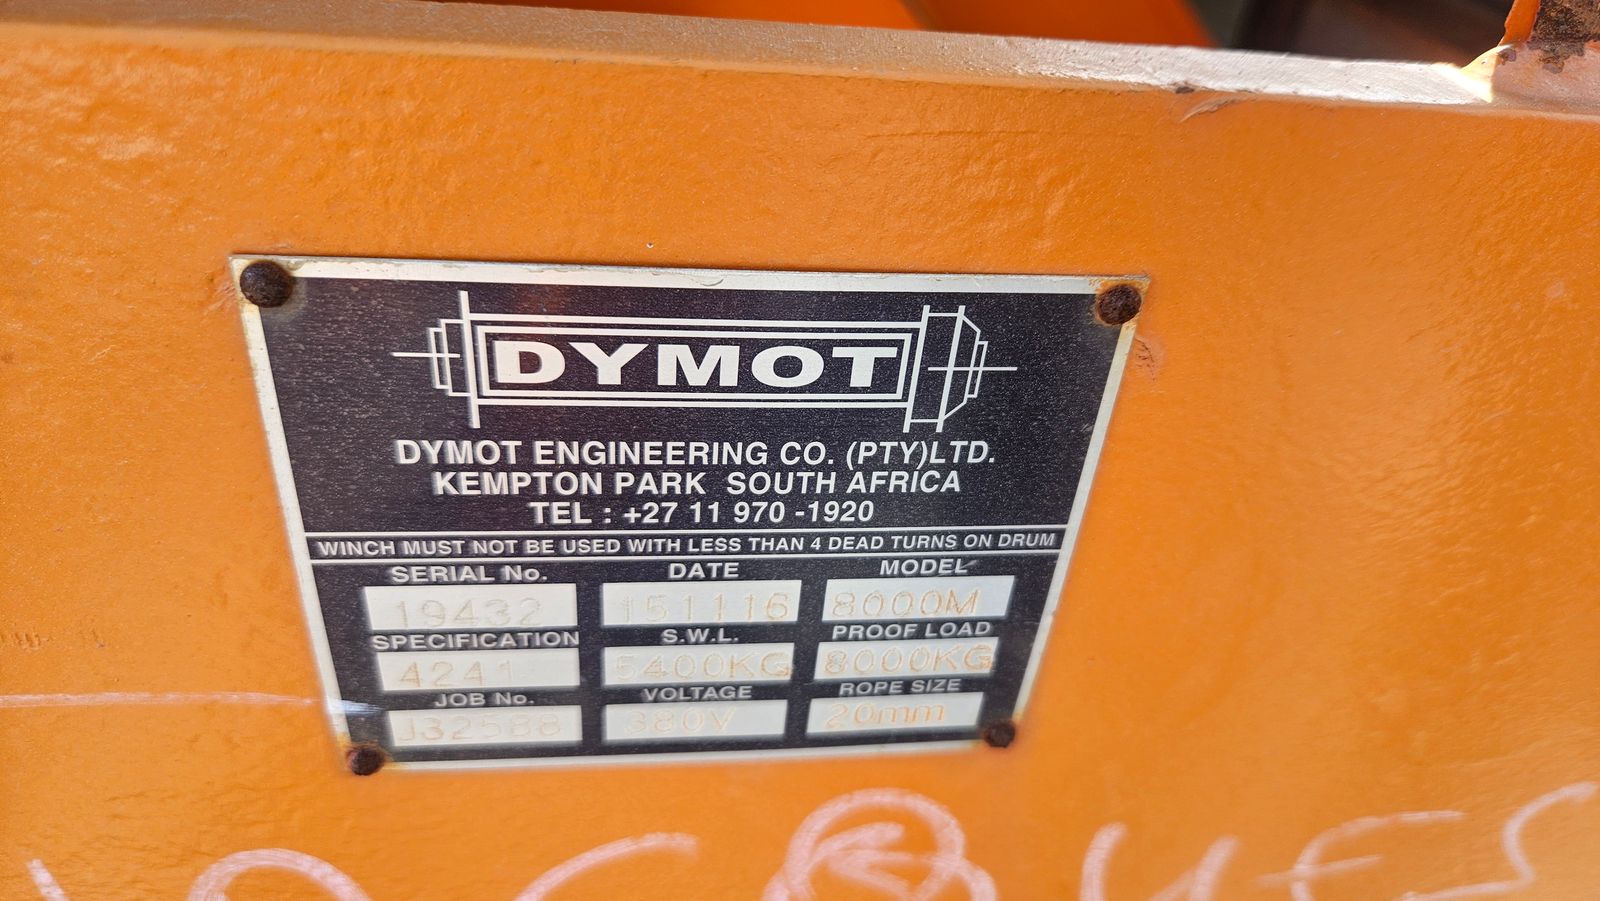 DYMOT
DYMOT ENGINEERING CO. (PTY)LTD.
KEMPTON PARK SOUTH AFRICA
TEL : +27 11 970 -1920
WINCH MUST NOT BE USED WITH LESS THAN 4 DEAD TURNS ON DRUM
SERIAL No. DATE MODEL
19432 151116 8000M
SPECIFICATION S.W.L. PROOF LOAD
4241 5400KG 8000KG
JOB No. VOLTAGE ROPE SIZE
J32588 380V 20mm